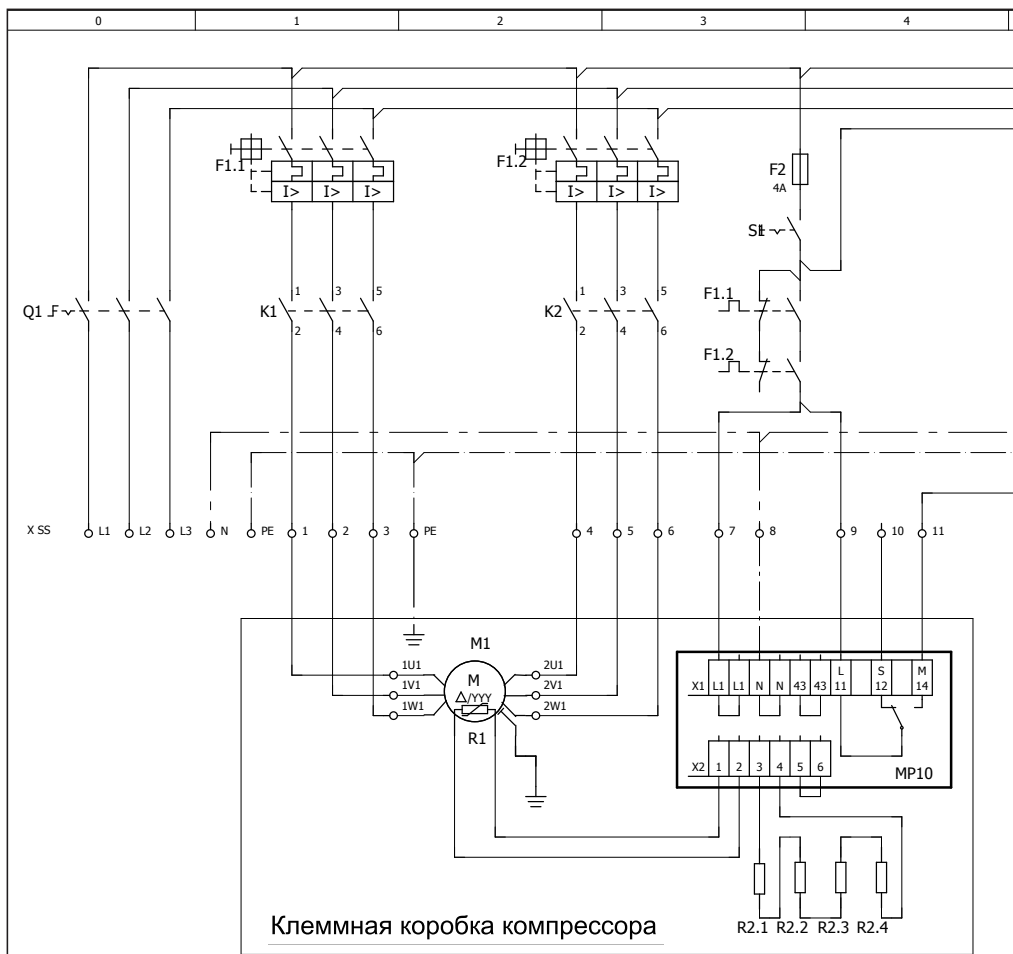 0 1 2 3 4
F1.1 F1.2 F2
4A
I> I> I> I> I> I>
S1
Q1 K1 1 3 5 K2 1 3 5 F1.1
2 4 6 2 4 6
F1.2
X SS L1 L2 L3 N PE 1 2 3 PE 4 5 6 7 8 9 10 11
M1
1U1 2U1
M
1V1 2V1
△/YYY
1W1 2W1
R1
L S M
X1 L1 L1 N N 43 43 11 12 14
X2 1 2 3 4 5 6
MP10
R2.1 R2.2 R2.3 R2.4
Клеммная коробка компрессора